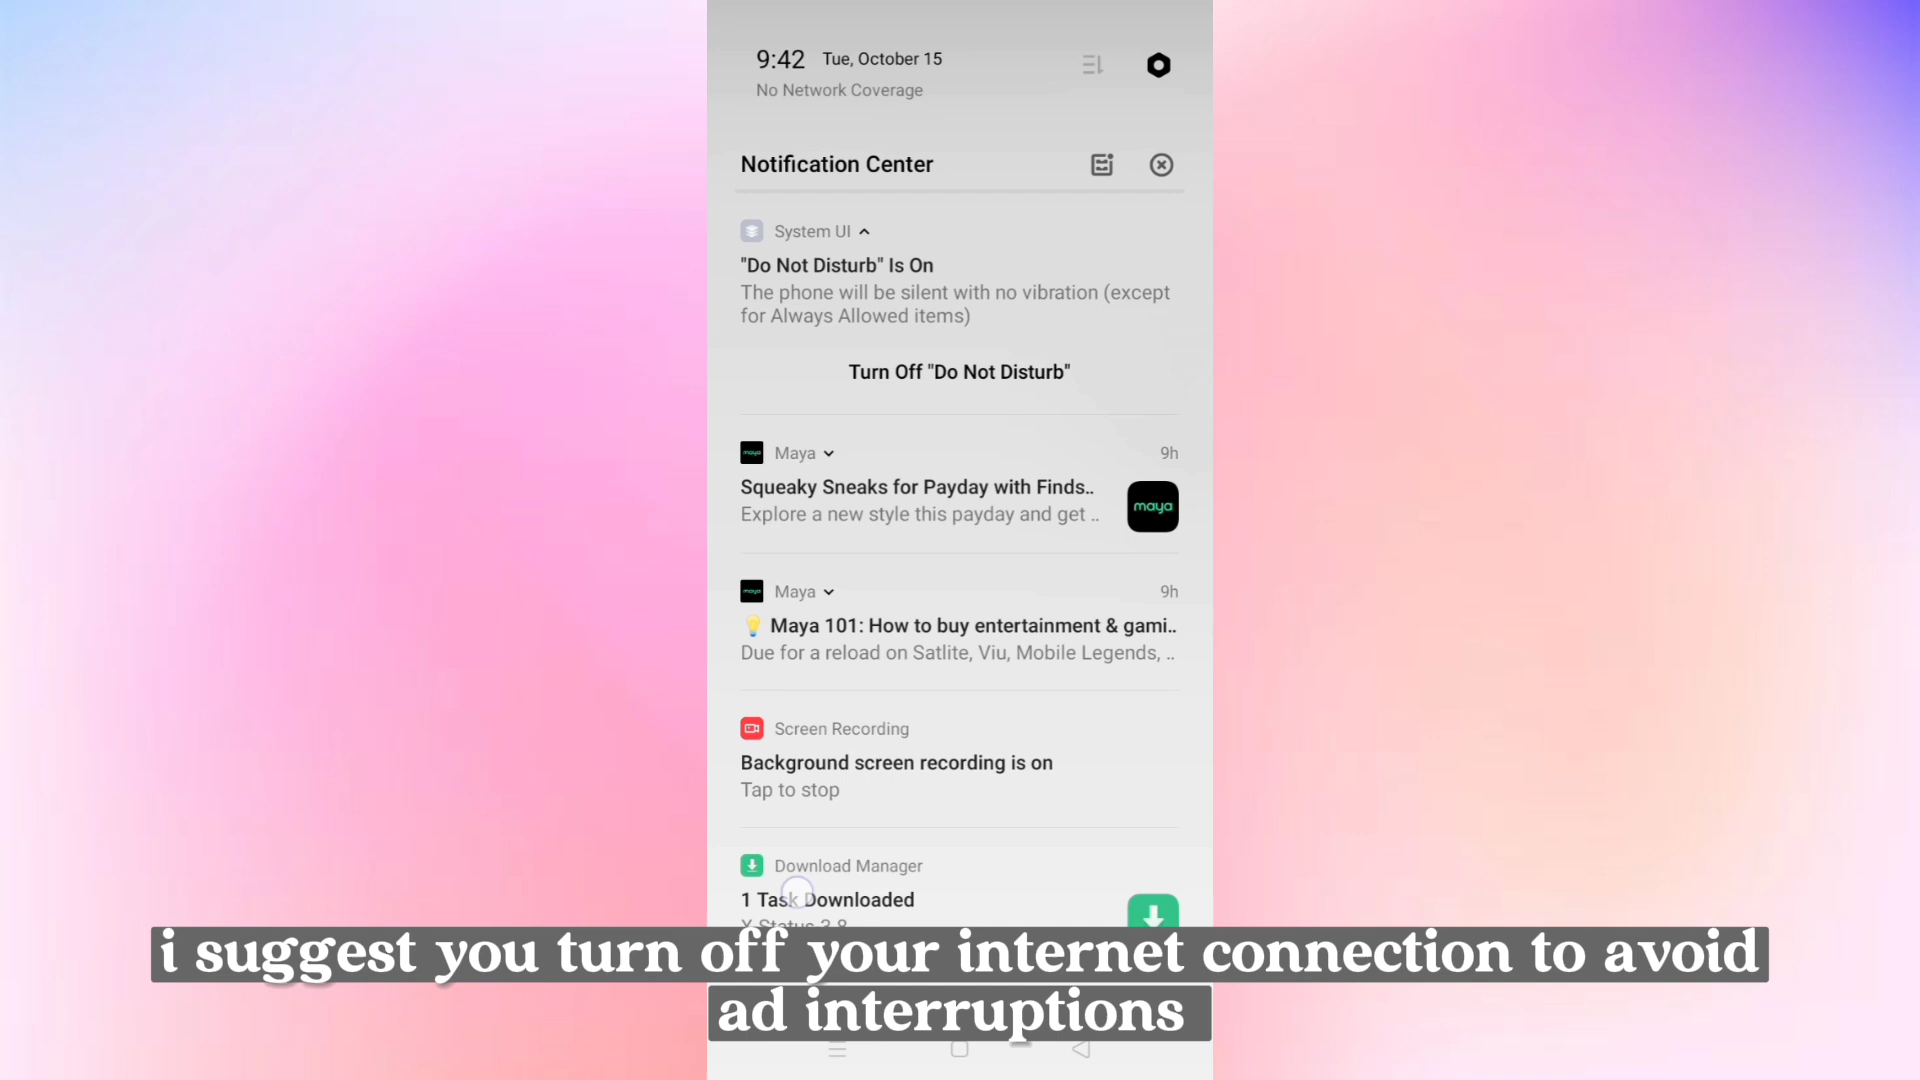 9:42 Tue, October 15
No Network Coverage
Notification Center
System UI
"Do Not Disturb" Is On
The phone will be silent with no vibration (except
for Always Allowed items)
Turn Off "Do Not Disturb"
Maya 9h
Squeaky Sneaks for Payday with Finds..
Explore a new style this payday and get ..
maya
Maya 9h
💡 Maya 101: How to buy entertainment & gami..
Due for a reload on Satlite, Viu, Mobile Legends, ..
Screen Recording
Background screen recording is on
Tap to stop
Download Manager
1 Task Downloaded
X Status 3.8
i suggest you turn off your internet connection to avoid
ad interruptions